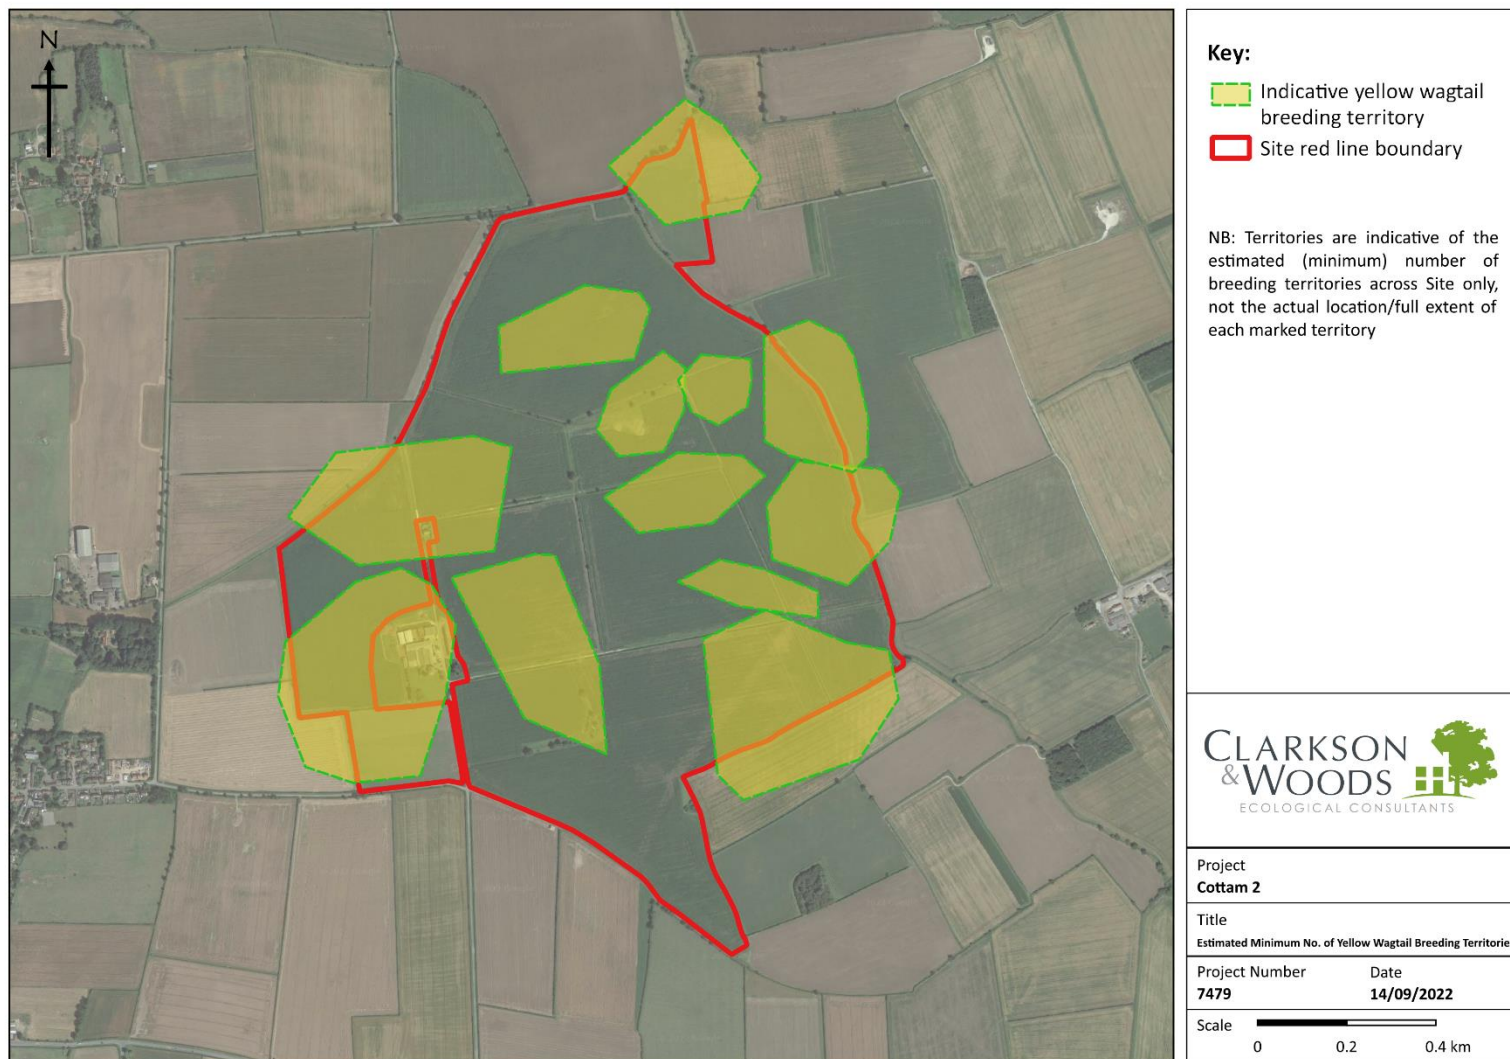 N
Key:
Indicative yellow wagtail
breeding territory
Site red line boundary
NB: Territories are indicative of the
estimated (minimum) number of
breeding territories across Site only,
not the actual location/full extent of
each marked territory
CLARKSON
& WOODS
ECOLOGICAL CONSULTANTS
Project
Cottam 2
Title
Estimated Minimum No. of Yellow Wagtail Breeding Territorie
Project Number Date
7479 14/09/2022
Scale
0 0.2 0.4 km